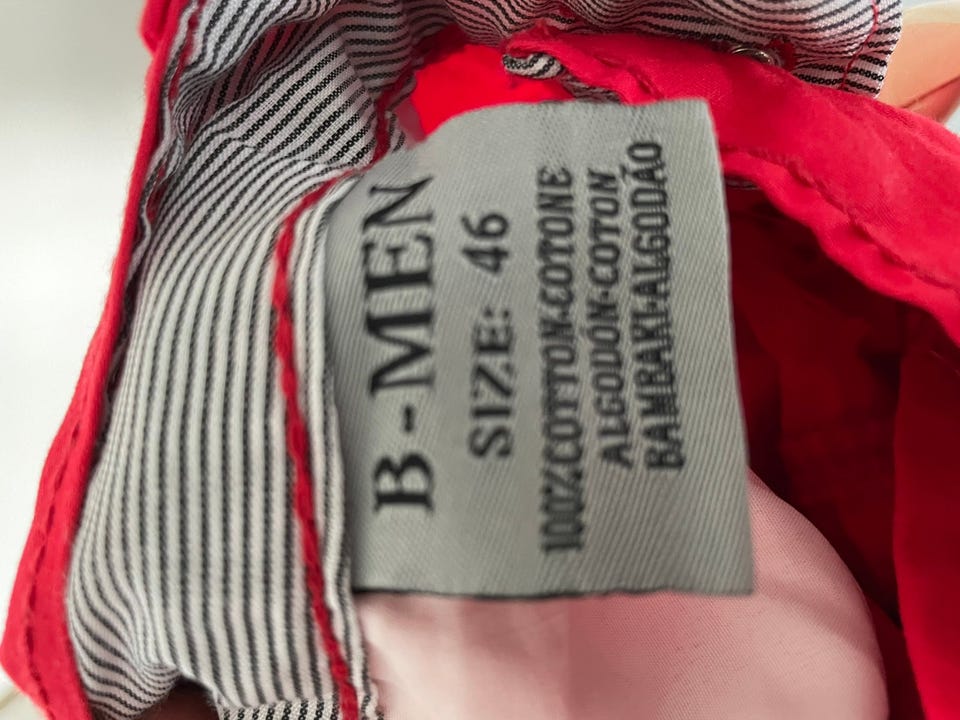 B-MEN
SIZE: 46
100%COTTON·COTONE
ALGODÓN·COTON
BAMBAKI·ALGODÃO